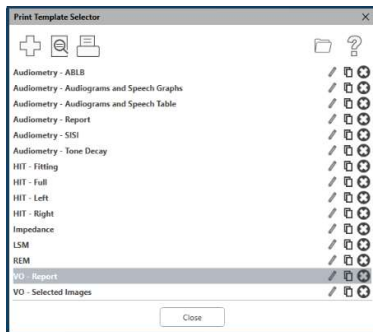 Print Template Selector
Audiometry - ABLB
Audiometry - Audiograms and Speech Graphs
Audiometry - Audiograms and Speech Table
Audiometry - Report
Audiometry - SISI
Audiometry - Tone Decay
HIT - Fitting
HIT - Full
HIT - Left
HIT - Right
Impedance
LSM
REM
VO - Report
VO - Selected Images
Close